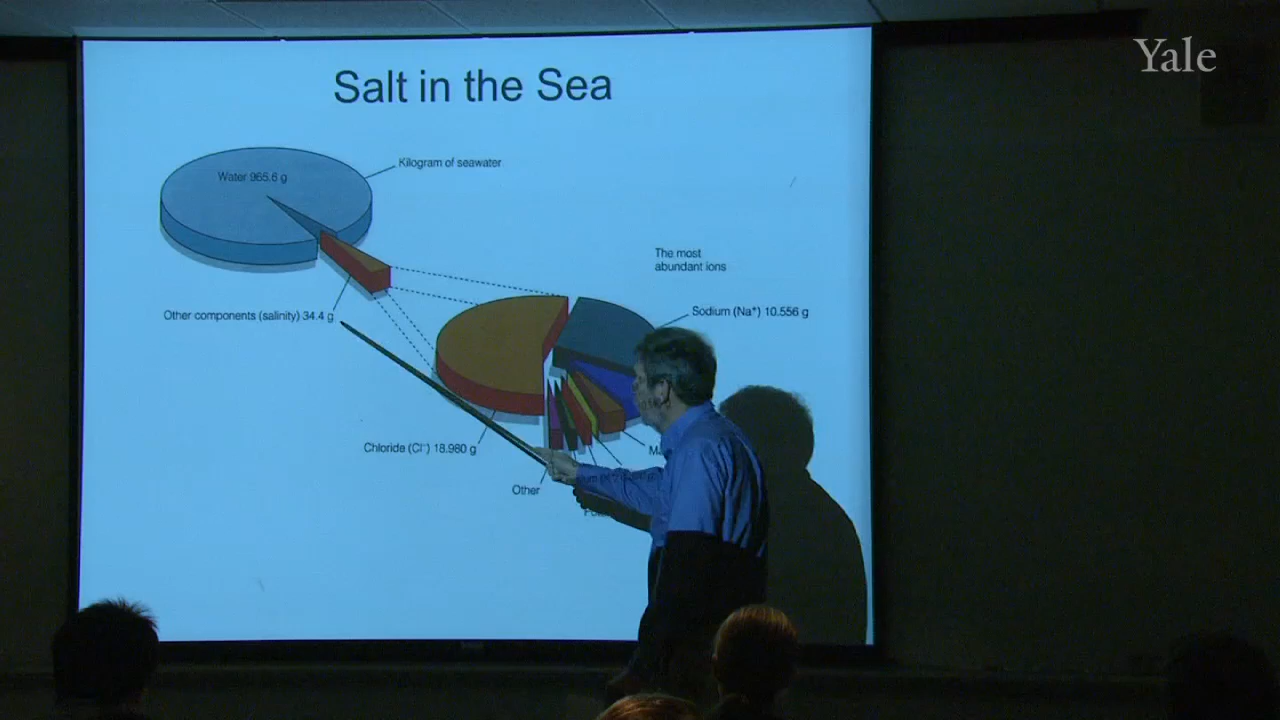 Yale
Salt in the Sea
Kilogram of seawater
Water 965.6 g
The most
abundant ions
Other components (salinity) 34.4 g
Sodium (Na⁺) 10.556 g
Chloride (Cl⁻) 18.980 g
Other